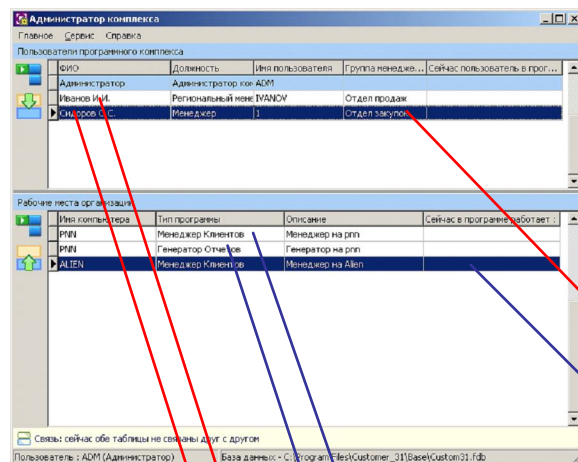 Администратор комплекса
Главное Сервис Справка
Пользователи программного комплекса
ФИО Должность Имя пользователя Группа менедже... Сейчас пользователь в прог...
Администратор Администратор ком ADM
Иванов И.И. Региональный мене IVANOV Отдел продаж
Сидоров С.С. Менеджер 1 Отдел закупок
Рабочие места организации
Имя компьютера Тип программы Описание Сейчас в программе работает :
PNN Менеджер Клиентов Менеджер на pnn
PNN Генератор Отчетов Генератор на pnn
ALIEN Менеджер Клиентов Менеджер на Alien
Связь: сейчас обе таблицы не связаны друг с другом
Пользователь : ADM (Администратор) База данных - C:\Program Files\Customer_31\Base\Custom31.fdb